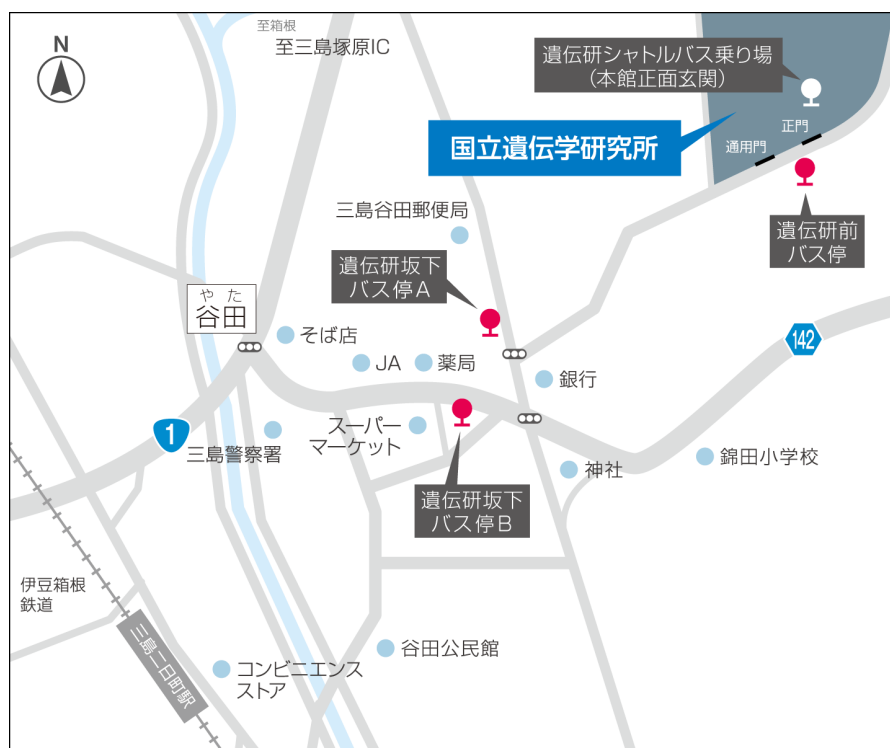 N
至箱根
至三島塚原IC
遺伝研シャトルバス乗り場
(本館正面玄関)
国立遺伝学研究所
正門
通用門
三島谷田郵便局
遺伝研前
バス停
遺伝研坂下
バス停A
やた
谷田
そば店
JA
薬局
142
銀行
1
三島警察署
スーパー
マーケット
神社
錦田小学校
遺伝研坂下
バス停B
伊豆箱根
鉄道
三島二日町駅
谷田公民館
コンビニエンス
ストア